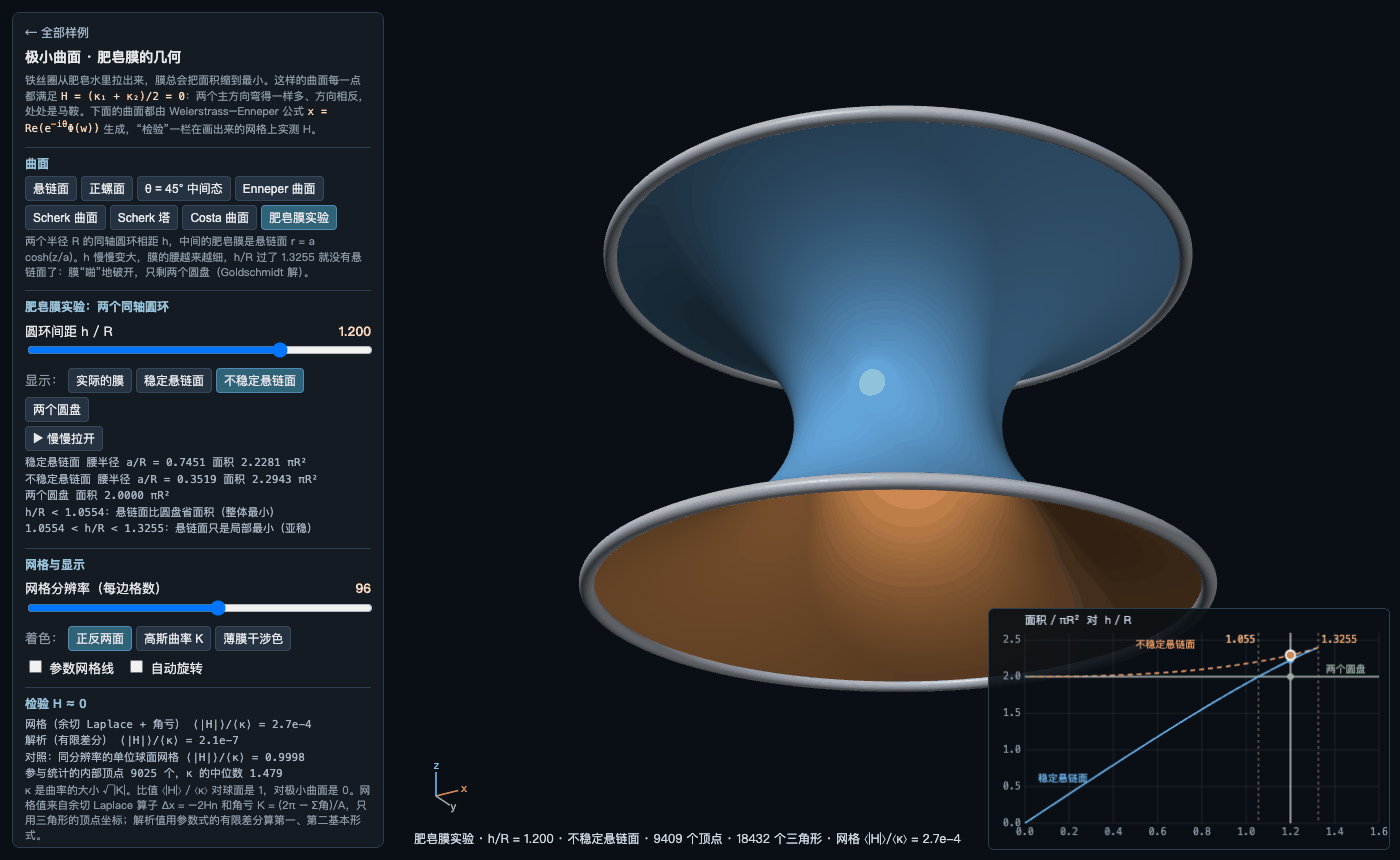 ← 全部样例
极小曲面 · 肥皂膜的几何
铁丝圈从肥皂水里拉出来，膜总会把面积缩到最小。这样的曲面每一点
都满足 H = (κ₁ + κ₂)/2 = 0：两个主方向弯得一样多、方向相反，
处处是马鞍。下面的曲面都由 Weierstrass—Enneper 公式 x =
Re(e⁻ⁱᶿΦ(w)) 生成，“检验”一栏在画出来的网格上实测 H。
曲面
悬链面 正螺面 θ = 45° 中间态 Enneper 曲面
Scherk 曲面 Scherk 塔 Costa 曲面 肥皂膜实验
两个半径 R 的同轴圆环相距 h，中间的肥皂膜是悬链面 r = a
cosh(z/a)。h 慢慢变大，膜的腰越来越细，h/R 过了 1.3255 就没有悬
链面了：膜“啪”地破开，只剩两个圆盘（Goldschmidt 解）。
肥皂膜实验：两个同轴圆环
圆环间距 h / R 1.200
显示： 实际的膜 稳定悬链面 不稳定悬链面
两个圆盘
▶ 慢慢拉开
稳定悬链面 腰半径 a/R = 0.7451 面积 2.2281 πR²
不稳定悬链面 腰半径 a/R = 0.3519 面积 2.2943 πR²
两个圆盘 面积 2.0000 πR²
h/R < 1.0554：悬链面比圆盘省面积（整体最小）
1.0554 < h/R < 1.3255：悬链面只是局部最小（亚稳）
网格与显示
网格分辨率（每边格数） 96
着色： 正反两面 高斯曲率 K 薄膜干涉色
参数网格线 自动旋转
检验 H ≈ 0
网格（余切 Laplace + 角亏） ⟨|H|⟩/⟨κ⟩ = 2.7e−4
解析（有限差分） ⟨|H|⟩/⟨κ⟩ = 2.1e-7
对照：同分辨率的单位球面网格 ⟨|H|⟩/⟨κ⟩ = 0.9998
参与统计的内部顶点 9025 个，κ 的中位数 1.479
κ 是曲率的大小 √|K|。比值 ⟨|H|⟩ / ⟨κ⟩ 对球面是 1，对极小曲面是 0。网
格值来自余切 Laplace 算子 Δx = −2Hn 和角亏 K = (2π − Σ角)/A，只
用三角形的顶点坐标；解析值用参数式的有限差分算第一、第二基本形
式。
z
x
y
肥皂膜实验 · h/R = 1.200 · 不稳定悬链面 · 9409 个顶点 · 18432 个三角形 · 网格 ⟨|H|⟩/⟨κ⟩ = 2.7e−4
面积 / πR² 对 h / R
2.5
不稳定悬链面
1.055
1.3255
2.0
两个圆盘
1.5
1.0
0.5
稳定悬链面
0.0
0.0 0.2 0.4 0.6 0.8 1.0 1.2 1.4 1.6